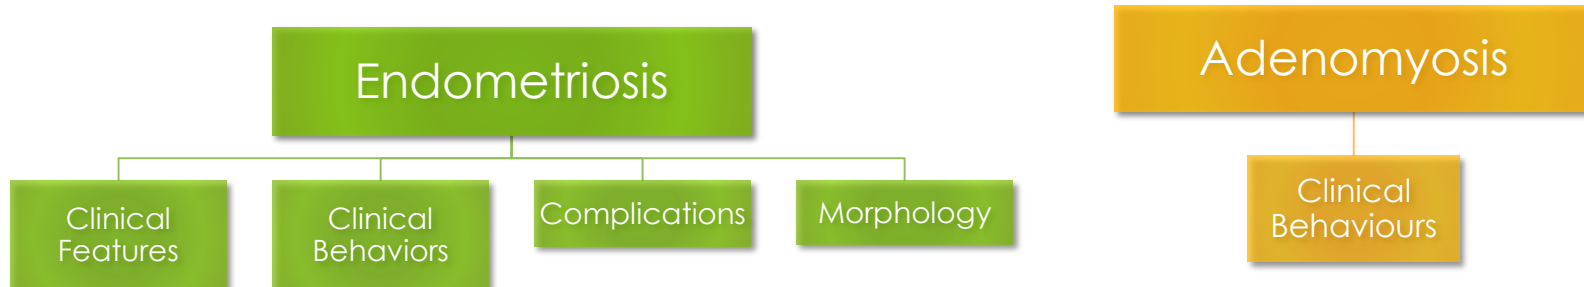 Endometriosis
Clinical
Features
Clinical
Behaviors
Complications
Morphology
Adenomyosis
Clinical
Behaviours